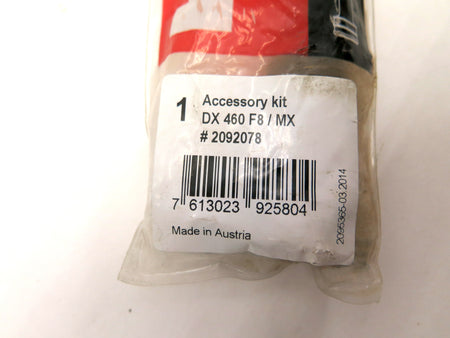 1
Accessory kit
DX 460 F8 / MX
# 2092078
7 613023 925804
Made in Austria
2095365-03.2014